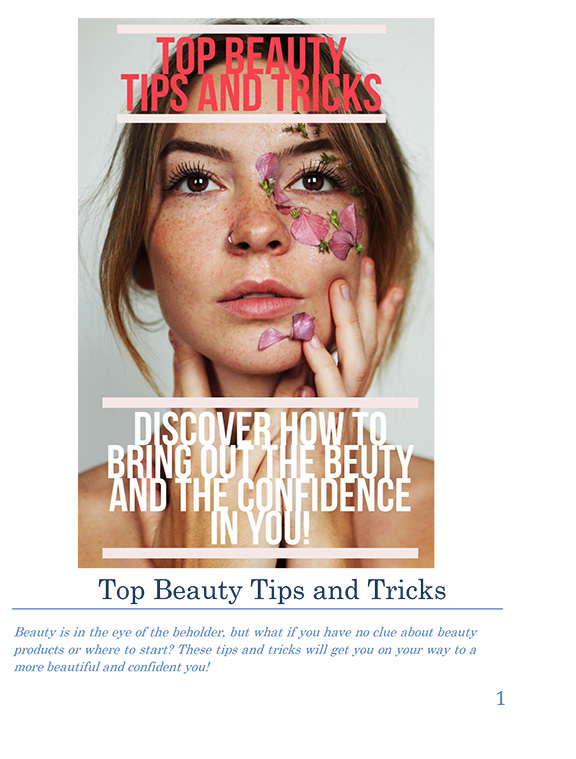 TOP BEAUTY
TIPS AND TRICKS
DISCOVER HOW TO
BRING OUT THE BEUTY
AND THE CONFIDENCE
IN YOU!
Top Beauty Tips and Tricks
Beauty is in the eye of the beholder, but what if you have no clue about beauty
products or where to start? These tips and tricks will get you on your way to a
more beautiful and confident you!
1